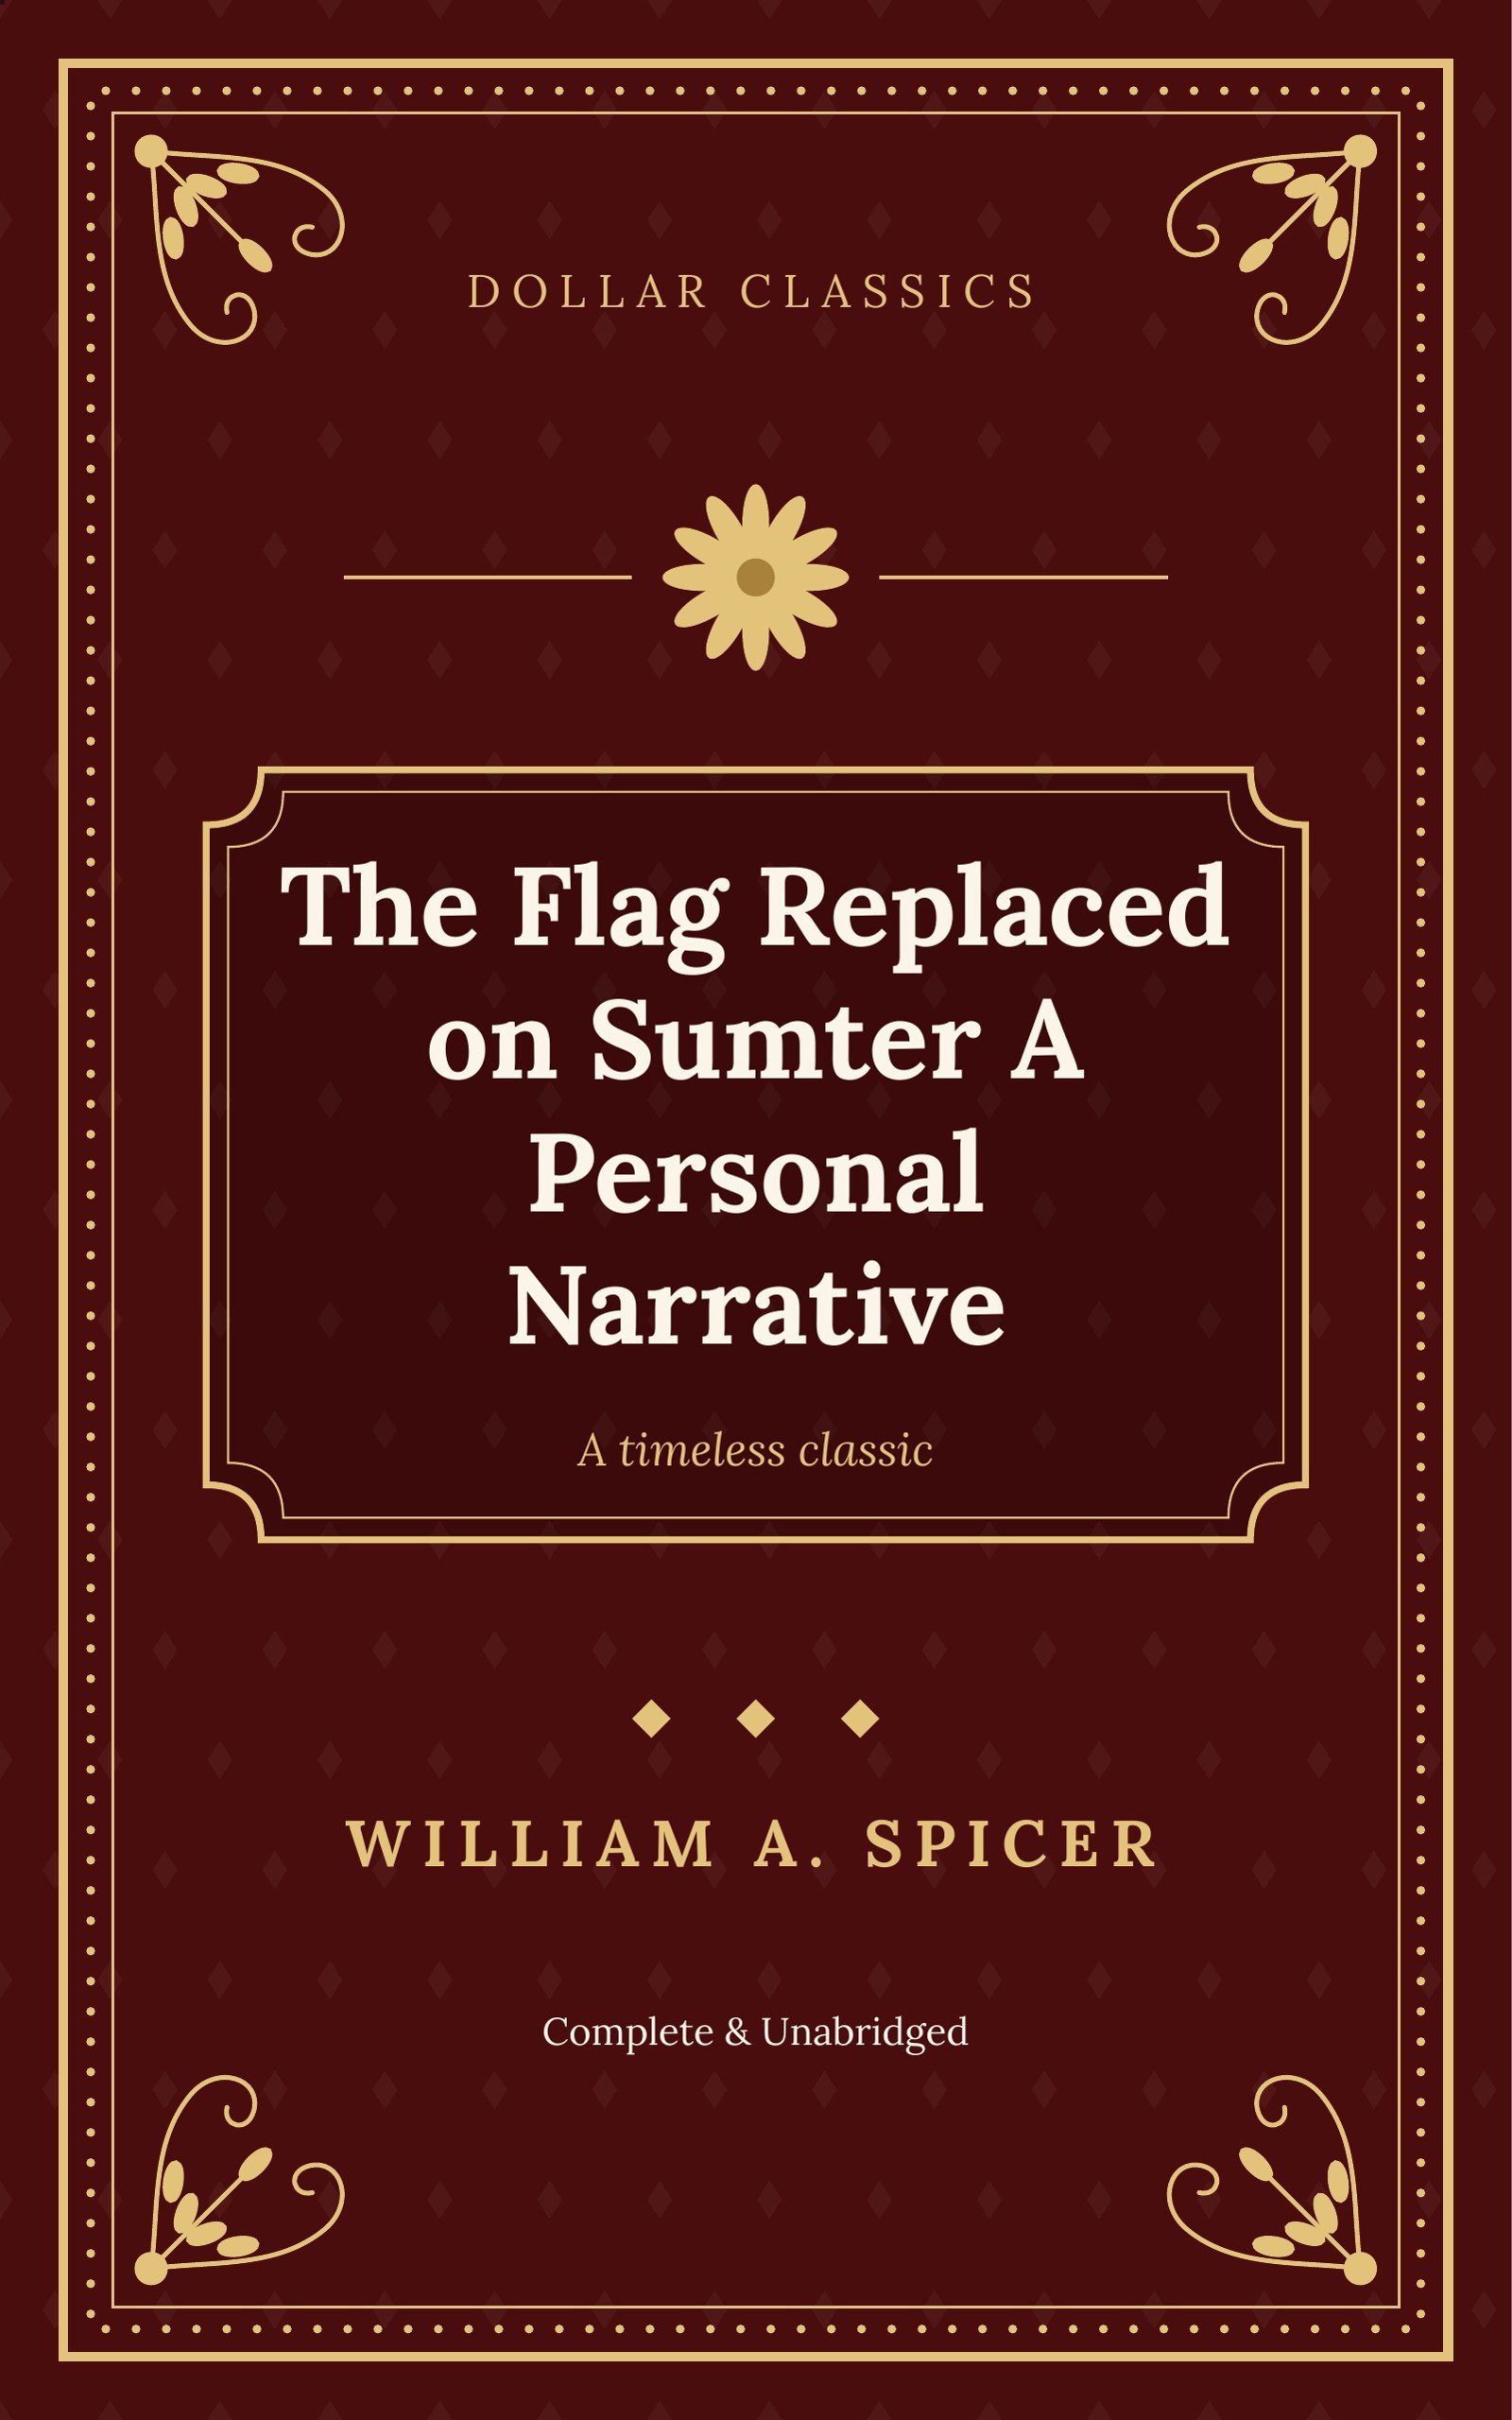 DOLLAR CLASSICS
The Flag Replaced
on Sumter A
Personal
Narrative
A timeless classic
WILLIAM A. SPICER
Complete & Unabridged